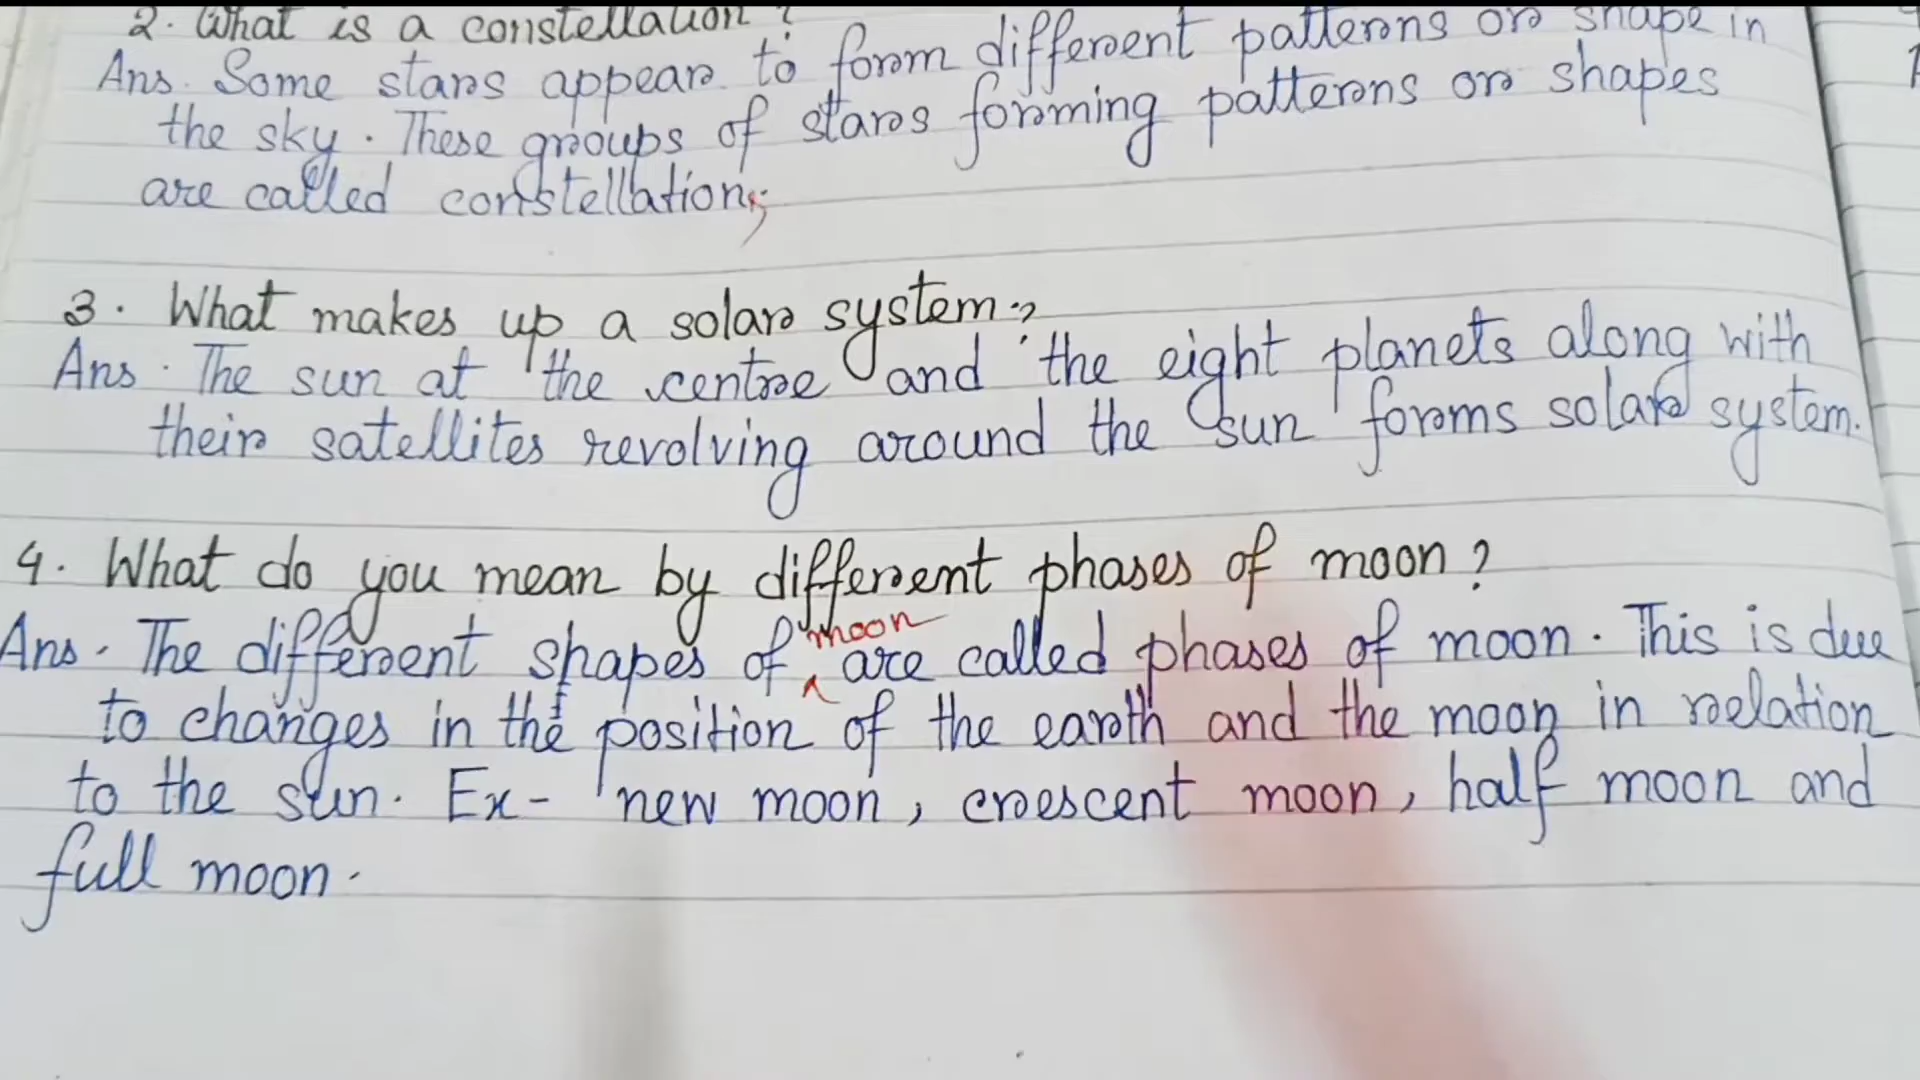 2. What is a constellation?
Ans. Some stars appear to form different patterns or shape in
the sky. These groups of stars forming patterns or shapes
are called constellations.
3. What makes up a solar system?
Ans. The sun at the centre and the eight planets along with
their satellites revolving around the sun forms solar system.
4. What do you mean by different phases of moon?
Ans. The different shapes of moon are called phases of moon. This is due
to changes in the position of the earth and the moon in relation
to the sun. Ex- new moon, crescent moon, half moon and
full moon.